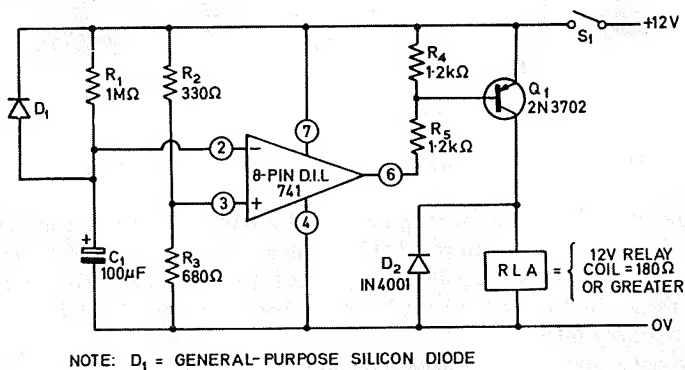 S1
+12V
D1
R1
1MΩ
R2
330Ω
R4
1·2kΩ
Q1
2N3702
7
2
−
8-PIN D.I.L
741
6
R5
1·2kΩ
3
+
4
+
C1
100µF
R3
680Ω
D2
IN4001
RLA
=
12V RELAY
COIL = 180Ω
OR GREATER
0V
NOTE: D1 = GENERAL-PURPOSE SILICON DIODE